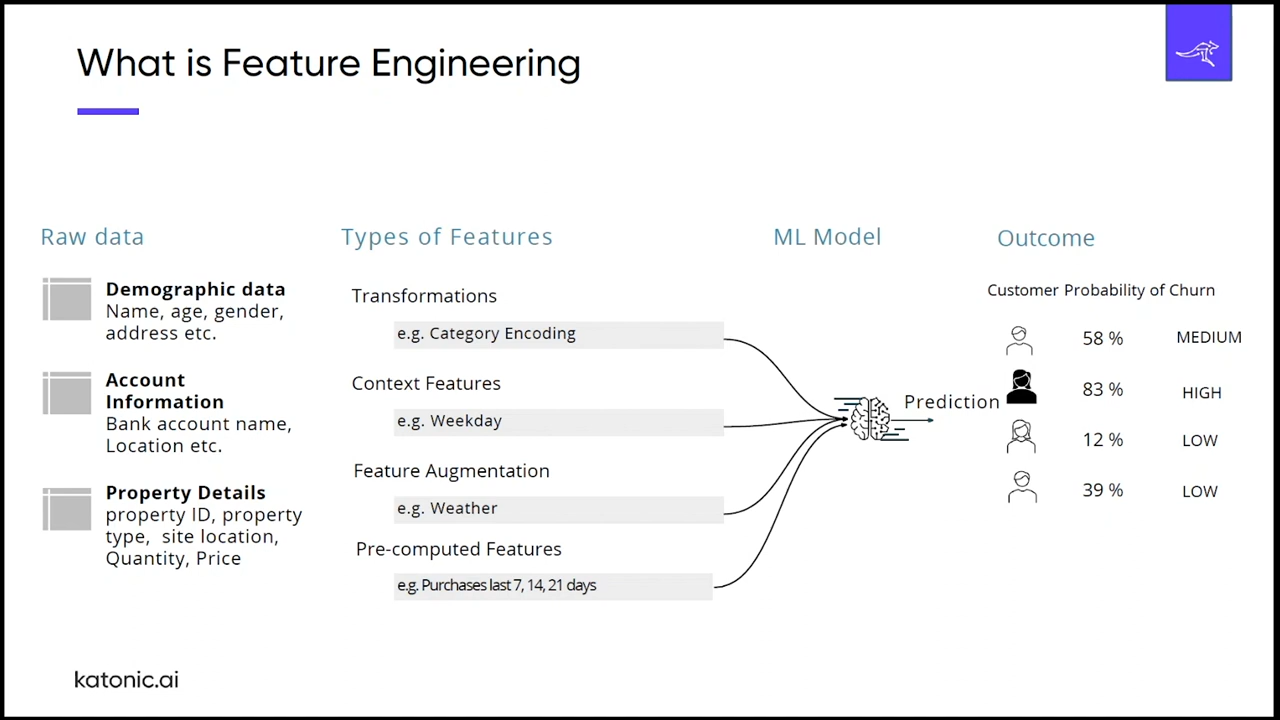 What is Feature Engineering
Raw data
Demographic data
Name, age, gender,
address etc.
Account
Information
Bank account name,
Location etc.
Property Details
property ID, property
type, site location,
Quantity, Price
Types of Features
Transformations
e.g. Category Encoding
Context Features
e.g. Weekday
Feature Augmentation
e.g. Weather
Pre-computed Features
e.g. Purchases last 7, 14, 21 days
ML Model
Prediction
Outcome
Customer Probability of Churn
58 % MEDIUM
83 % HIGH
12 % LOW
39 % LOW
katonic.ai